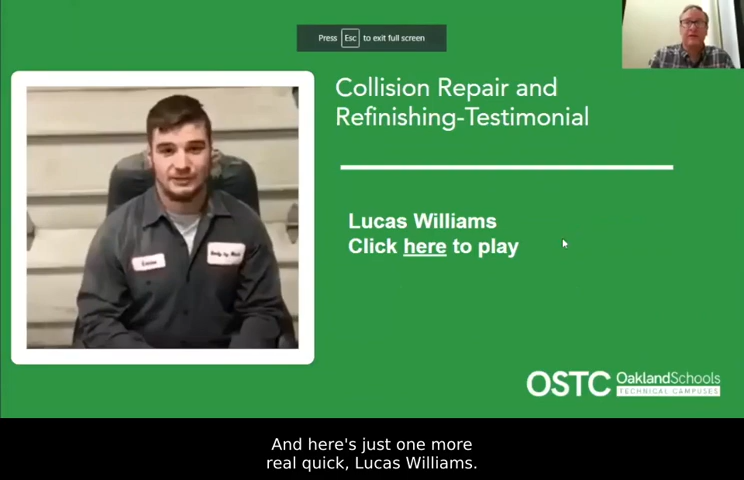 Press Esc to exit full screen
Collision Repair and
Refinishing-Testimonial
Lucas Williams
Click here to play
OSTC OaklandSchools
TECHNICAL CAMPUSES
And here's just one more
real quick, Lucas Williams.